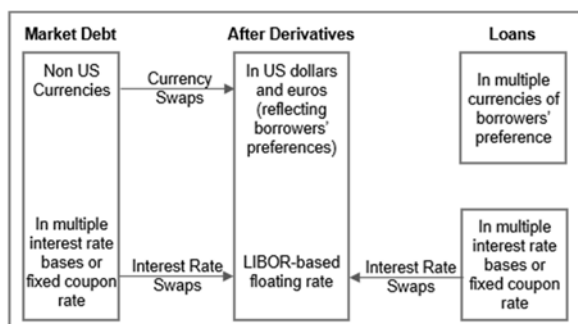 Market Debt
After Derivatives
Loans
Non US
Currencies
Currency
Swaps
In US dollars
and euros
(reflecting
borrowers'
preferences)
In multiple
currencies of
borrowers'
preference
In multiple
interest rate
bases or
fixed coupon
rate
Interest Rate
Swaps
LIBOR-based
floating rate
Interest Rate
Swaps
In multiple
interest rate
bases or
fixed coupon
rate